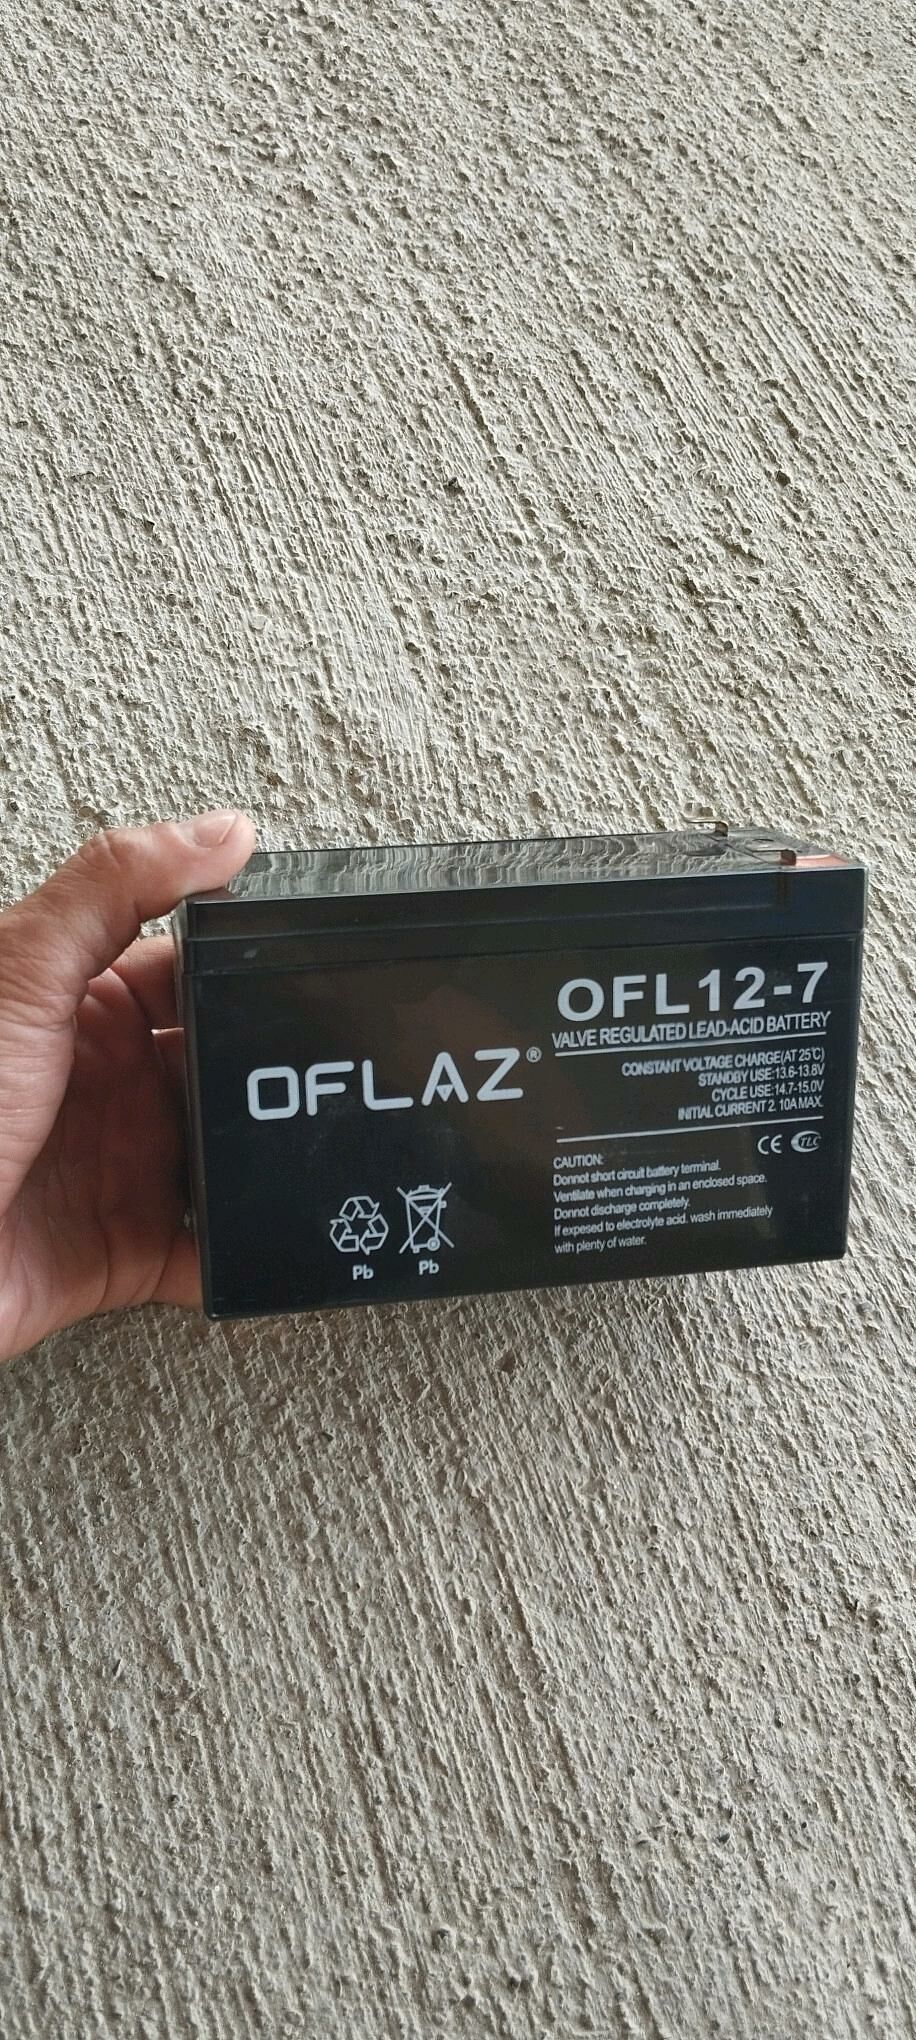 OFLAZ®
Pb
Pb
OFL12-7
VALVE REGULATED LEAD-ACID BATTERY
CONSTANT VOLTAGE CHARGE(AT 25℃)
STANDBY USE:13.6-13.8V
CYCLE USE:14.7-15.0V
INITIAL CURRENT 2. 10A MAX.
CE TLC
CAUTION:
Donnot short circuit battery terminal.
Ventilate when charging in an enclosed space.
Donnot discharge completely.
If expesed to electrolyte acid. wash immediately
with plenty of water.